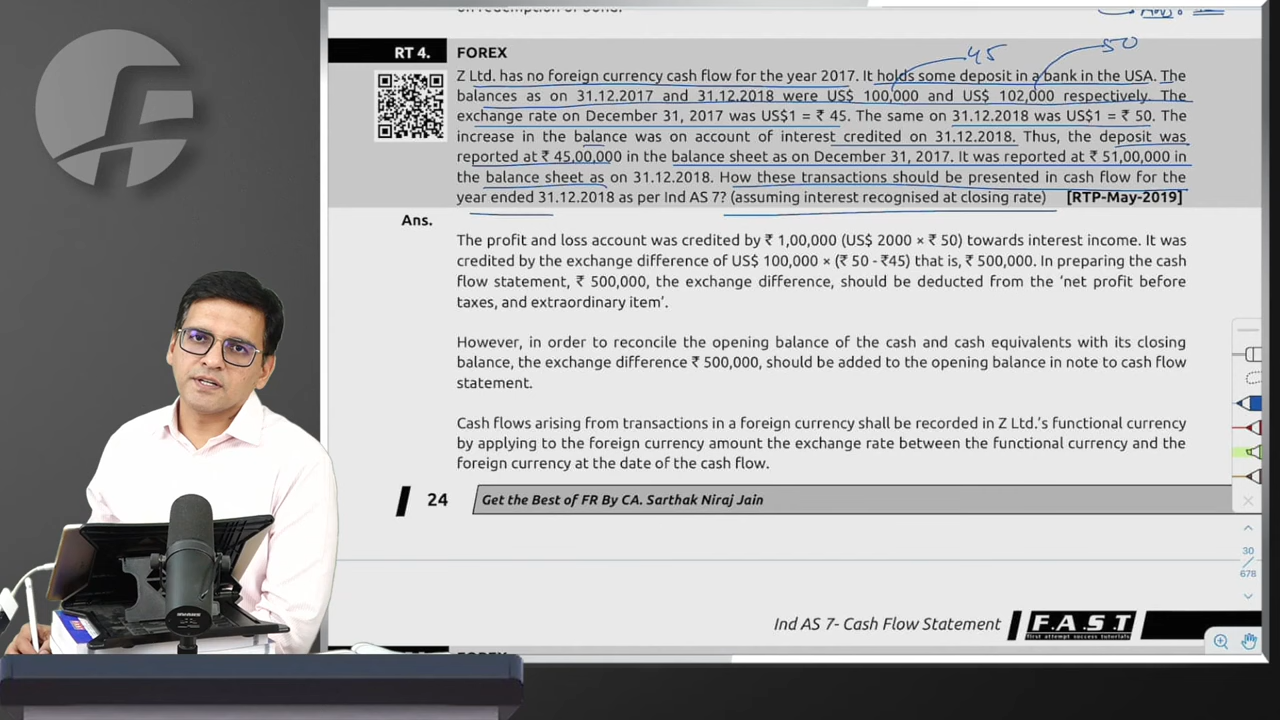 RT 4. FOREX
45
50
Z Ltd. has no foreign currency cash flow for the year 2017. It holds some deposit in a bank in the USA. The
balances as on 31.12.2017 and 31.12.2018 were US$ 100,000 and US$ 102,000 respectively. The
exchange rate on December 31, 2017 was US$1 = ₹ 45. The same on 31.12.2018 was US$1 = ₹ 50. The
increase in the balance was on account of interest credited on 31.12.2018. Thus, the deposit was
reported at ₹ 45,00,000 in the balance sheet as on December 31, 2017. It was reported at ₹ 51,00,000 in
the balance sheet as on 31.12.2018. How these transactions should be presented in cash flow for the
year ended 31.12.2018 as per Ind AS 7? (assuming interest recognised at closing rate) [RTP-May-2019]
Ans.
The profit and loss account was credited by ₹ 1,00,000 (US$ 2000 × ₹ 50) towards interest income. It was
credited by the exchange difference of US$ 100,000 × (₹ 50 - ₹45) that is, ₹ 500,000. In preparing the cash
flow statement, ₹ 500,000, the exchange difference, should be deducted from the 'net profit before
taxes, and extraordinary item'.
However, in order to reconcile the opening balance of the cash and cash equivalents with its closing
balance, the exchange difference ₹ 500,000, should be added to the opening balance in note to cash flow
statement.
Cash flows arising from transactions in a foreign currency shall be recorded in Z Ltd.'s functional currency
by applying to the foreign currency amount the exchange rate between the functional currency and the
foreign currency at the date of the cash flow.
24 Get the Best of FR By CA. Sarthak Niraj Jain
30
/
678
Ind AS 7- Cash Flow Statement F.A.S.T
first attempt success tutorials